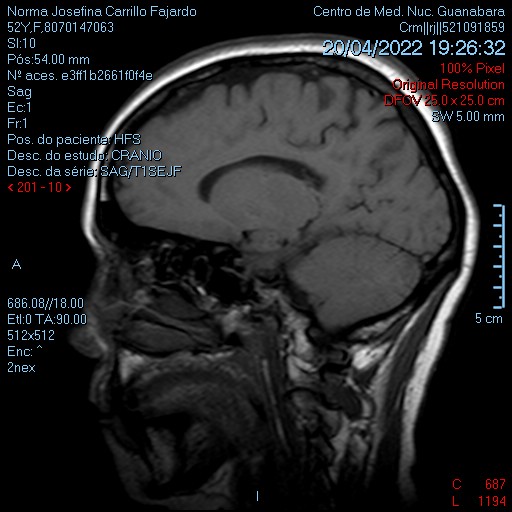 Norma Josefina Carrillo Fajardo
52Y,F,8070147063
Sl:10
Pós:54.00 mm
Nº aces. e3ff1b2661f0f4e
Sag
Ec:1
Fr:1
Pos. do paciente: HFS
Desc. do estudo: CRANIO
Desc. da série: SAG/T1SEJF
< 201 - 10 >
Centro de Med. Nuc. Guanabara
Crm||rj||521091859
20/04/2022 19:26:32
100% Pixel
Original Resolution
DFOV 25.0 x 25.0 cm
SW 5.00 mm
A
5 cm
686.08//18.00
Etl:0 TA:90.00
512x512
Enc: ^
2nex
I
C 687
L 1194